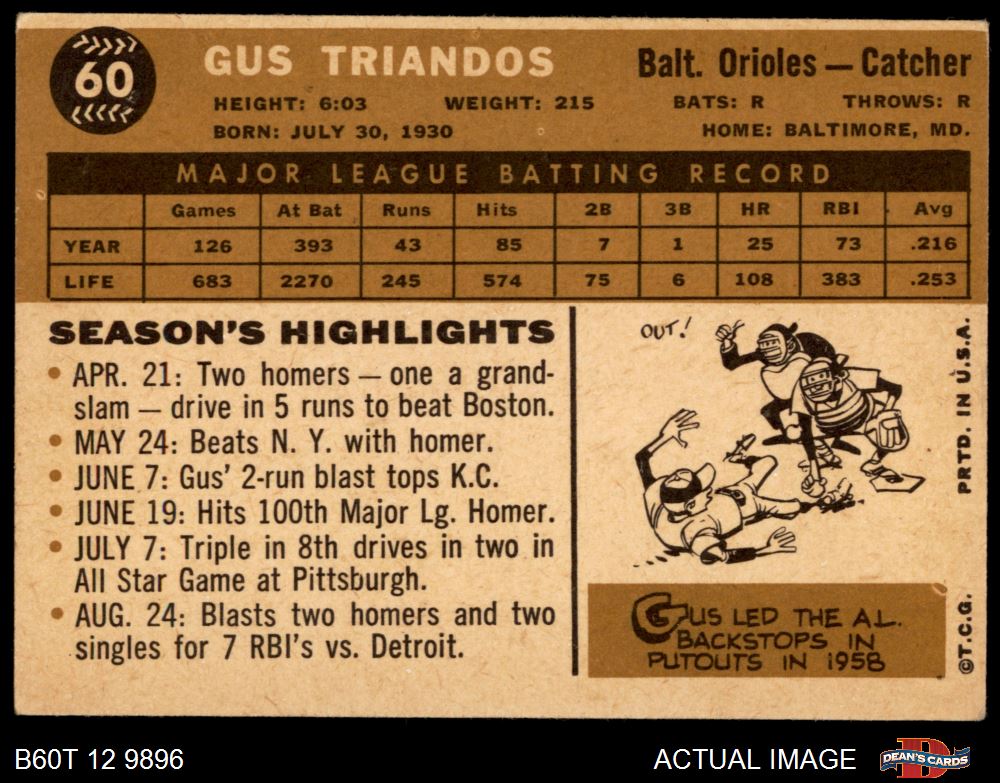 60
GUS TRIANDOS
Balt. Orioles — Catcher
HEIGHT: 6:03 WEIGHT: 215 BATS: R THROWS: R
BORN: JULY 30, 1930 HOME: BALTIMORE, MD.
MAJOR LEAGUE BATTING RECORD
Games At Bat Runs Hits 2B 3B HR RBI Avg
YEAR 126 393 43 85 7 1 25 73 .216
LIFE 683 2270 245 574 75 6 108 383 .253
SEASON'S HIGHLIGHTS
• APR. 21: Two homers — one a grand-
slam — drive in 5 runs to beat Boston.
• MAY 24: Beats N. Y. with homer.
• JUNE 7: Gus' 2-run blast tops K.C.
• JUNE 19: Hits 100th Major Lg. Homer.
• JULY 7: Triple in 8th drives in two in
All Star Game at Pittsburgh.
• AUG. 24: Blasts two homers and two
singles for 7 RBI's vs. Detroit.
OUT!
GUS LED THE A.L.
BACKSTOPS IN
PUTOUTS IN 1958
PRTD. IN U.S.A.
©T.C.G.
B60T 12 9896
ACTUAL IMAGE
D
DEAN'S CARDS